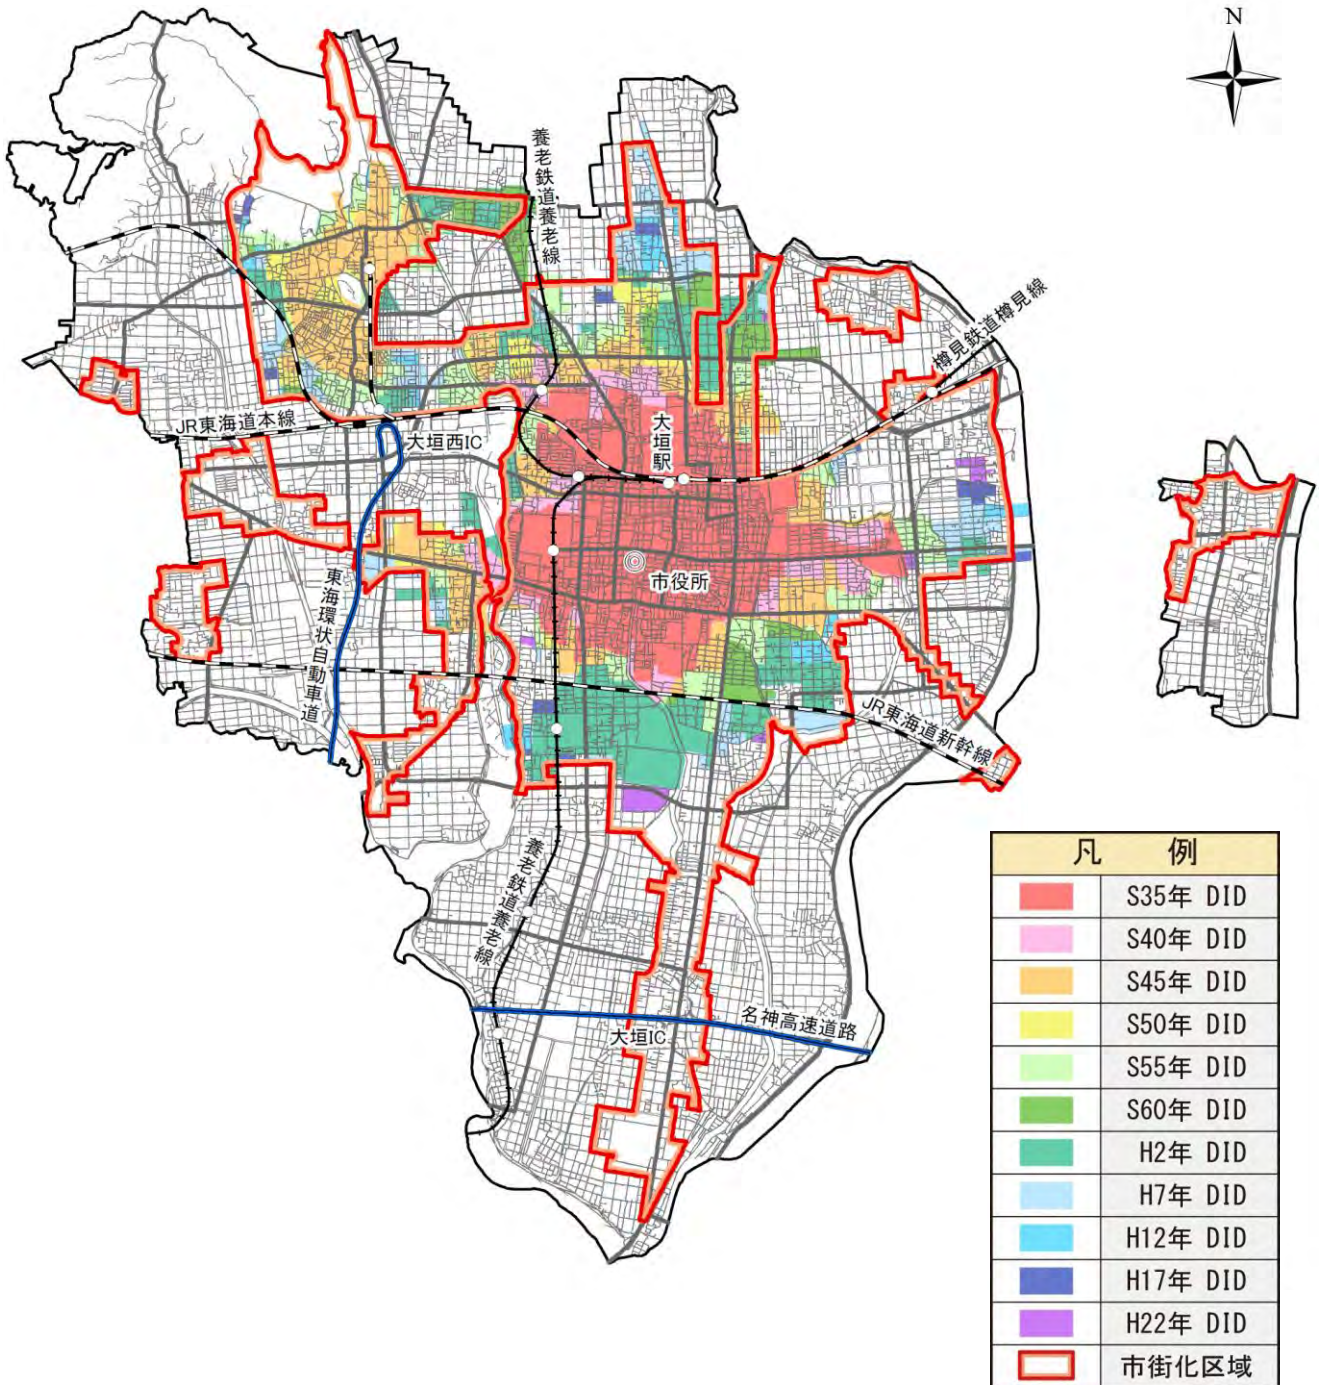 N
養老鉄道養老線
樽見鉄道樽見線
JR東海道本線
大垣西IC
大垣駅
市役所
東海環状自動車道
JR東海道新幹線
養老鉄道養老線
名神高速道路
大垣IC
凡 例
S35年 DID
S40年 DID
S45年 DID
S50年 DID
S55年 DID
S60年 DID
H2年 DID
H7年 DID
H12年 DID
H17年 DID
H22年 DID
市街化区域